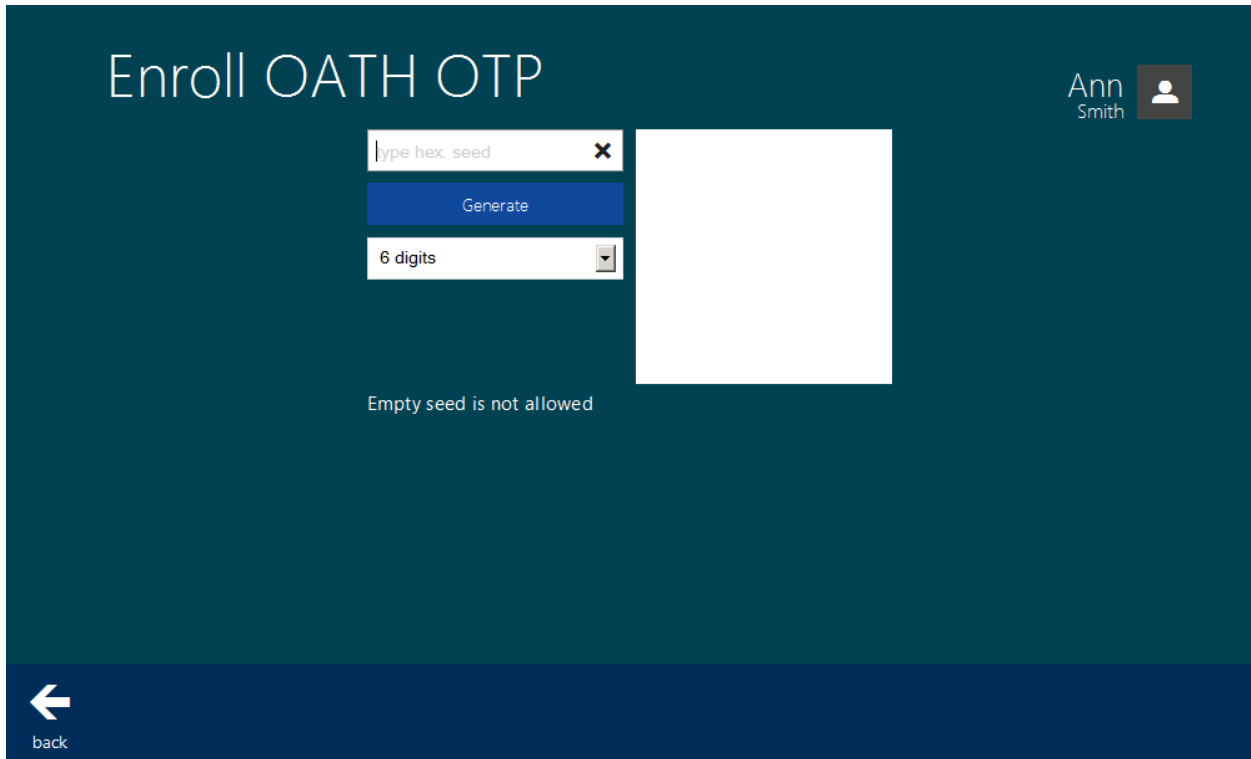 Enroll OATH OTP
Ann
Smith
type hex. seed
Generate
6 digits
Empty seed is not allowed
back